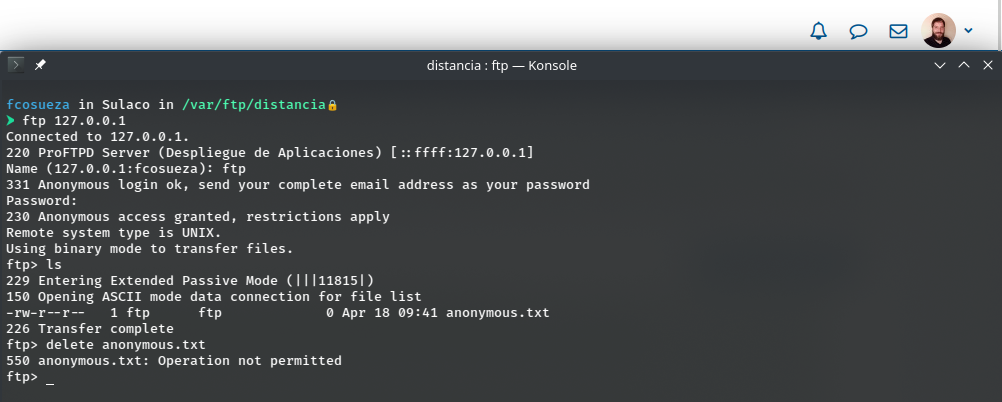 distancia : ftp — Konsole
fcosueza in Sulaco in /var/ftp/distancia
ftp 127.0.0.1
Connected to 127.0.0.1.
220 ProFTPD Server (Despliegue de Aplicaciones) [::ffff:127.0.0.1]
Name (127.0.0.1:fcosueza): ftp
331 Anonymous login ok, send your complete email address as your password
Password:
230 Anonymous access granted, restrictions apply
Remote system type is UNIX.
Using binary mode to transfer files.
ftp> ls
229 Entering Extended Passive Mode (|||11815|)
150 Opening ASCII mode data connection for file list
-rw-r--r--   1 ftp      ftp             0 Apr 18 09:41 anonymous.txt
226 Transfer complete
ftp> delete anonymous.txt
550 anonymous.txt: Operation not permitted
ftp> _